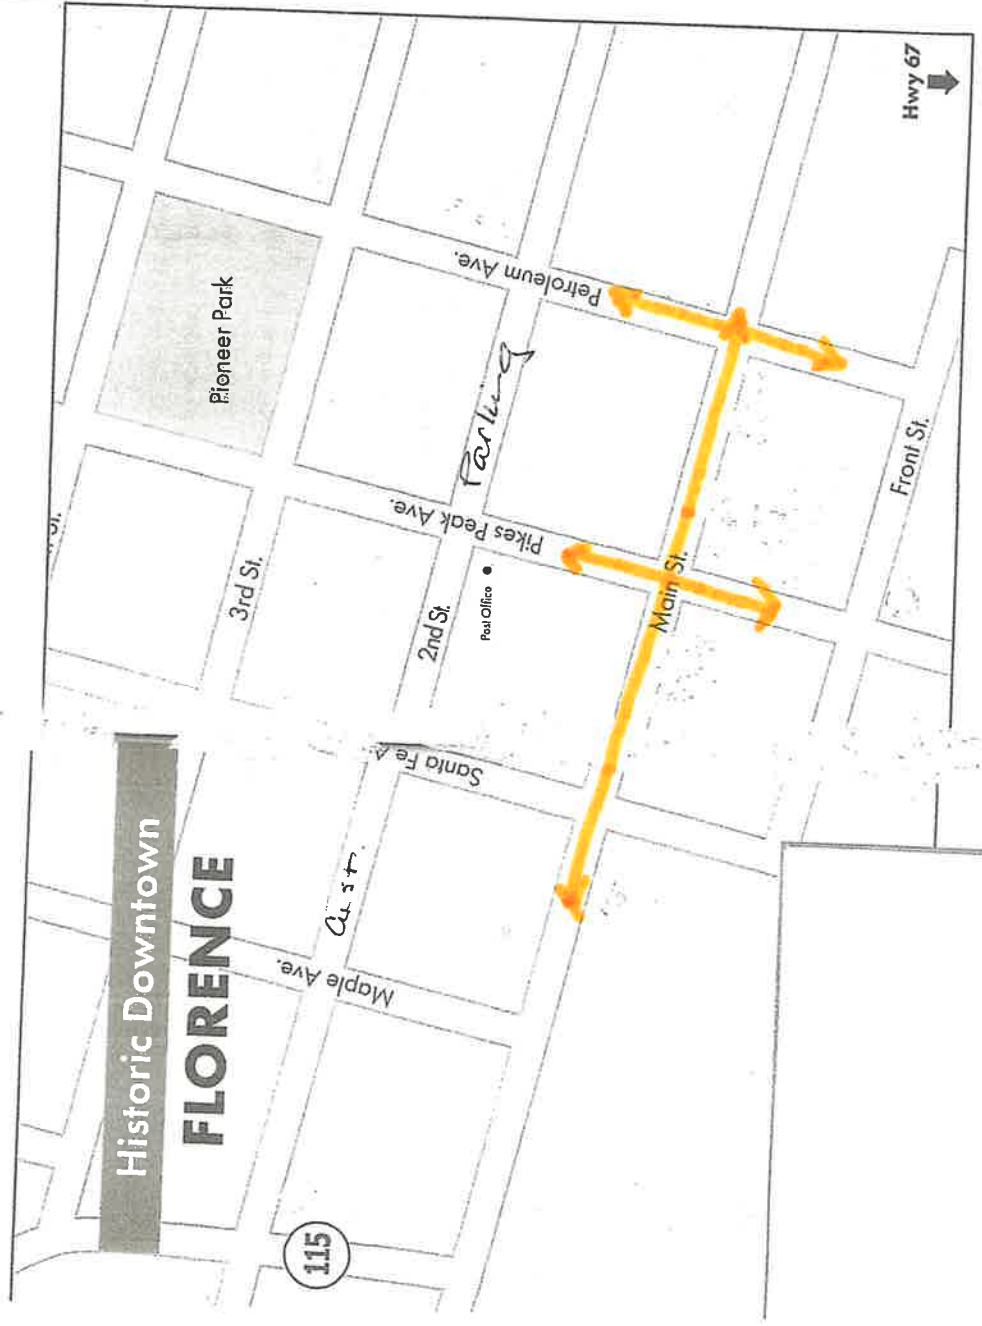 Historic Downtown
FLORENCE
115
Maple Ave.
Santa Fe A
3rd St.
2nd St.
Post Office
Pikes Peak Ave.
Parking
Pioneer Park
Petroleum Ave.
Main St.
Front St.
Hwy 67